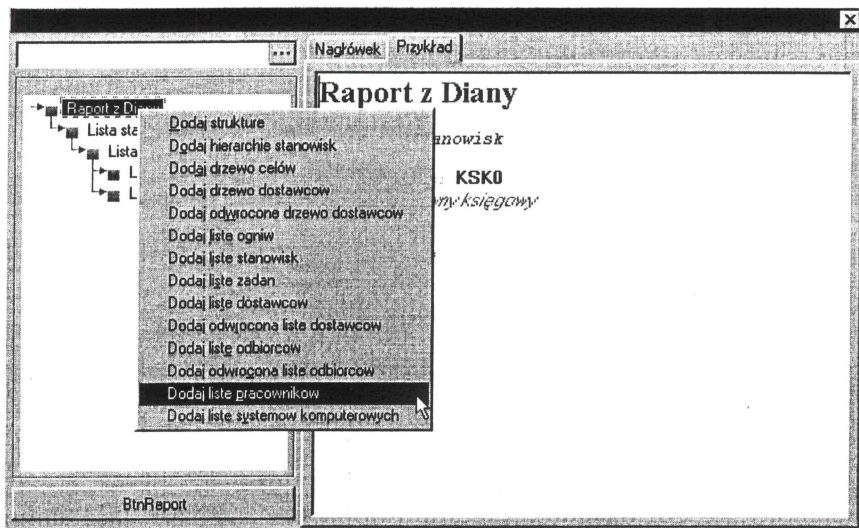 ...
Nagłówek Przykład
Raport z Diany
Lista sta
Lista
L
L
Raport z Diany
anowisk
: KSK0
ny księgowy
Dodaj strukture
Dodaj hierarchie stanowisk
Dodaj drzewo celów
Dodaj drzewo dostawcow
Dodaj odwrocone drzewo dostawcow
Dodaj liste ogniw
Dodaj liste stanowisk
Dodaj liste zadan
Dodaj liste dostawcow
Dodaj odwrocona liste dostawcow
Dodaj liste odbiorcow
Dodaj odwrocona liste odbiorcow
Dodaj liste pracownikow
Dodaj liste systemow komputerowych
BtnReport